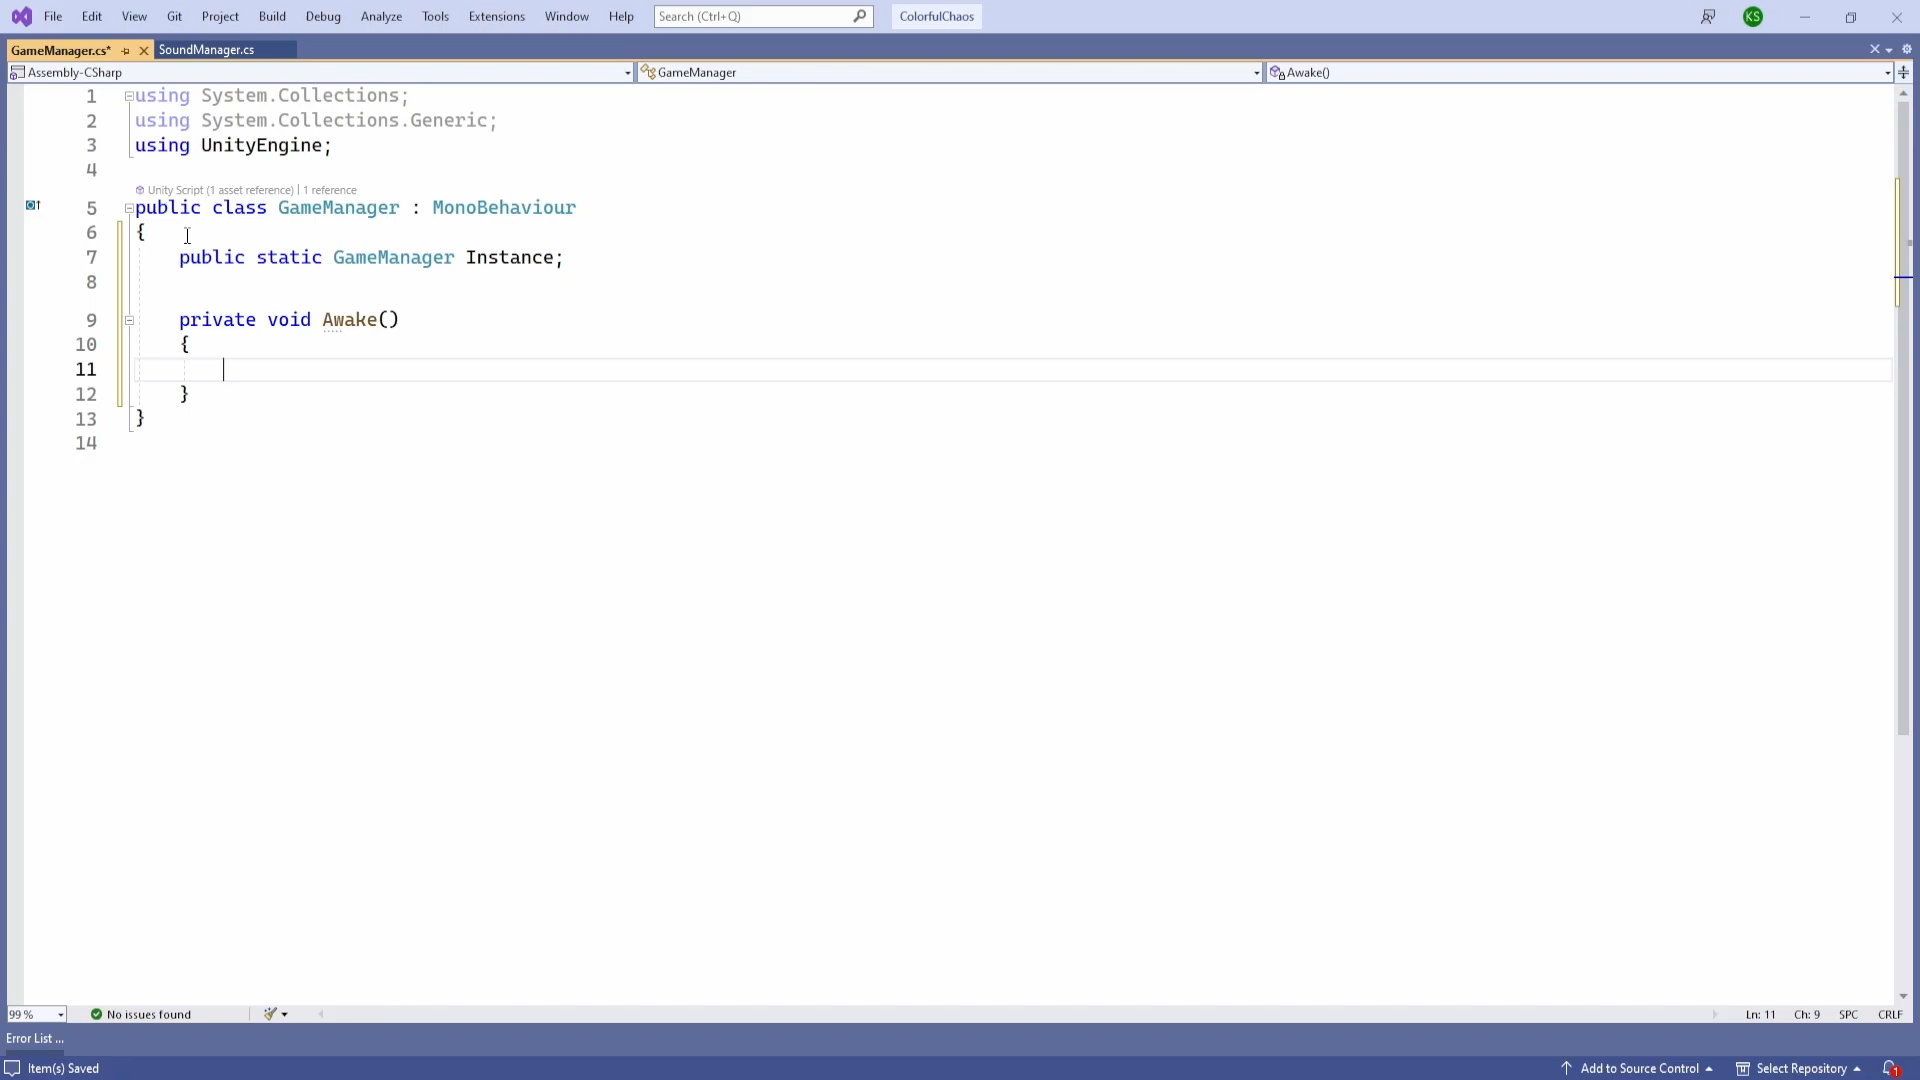 File Edit View Git Project Build Debug Analyze Tools Extensions Window Help Search (Ctrl+Q) ColorfulChaos KS
GameManager.cs* SoundManager.cs
Assembly-CSharp GameManager Awake()
1 using System.Collections;
2 using System.Collections.Generic;
3 using UnityEngine;
4
Unity Script (1 asset reference) | 1 reference
5 public class GameManager : MonoBehaviour
6 {
7 public static GameManager Instance;
8
9 private void Awake()
10 {
11
12 }
13 }
14
99 % No issues found Ln: 11 Ch: 9 SPC CRLF
Error List ...
Item(s) Saved Add to Source Control Select Repository 1